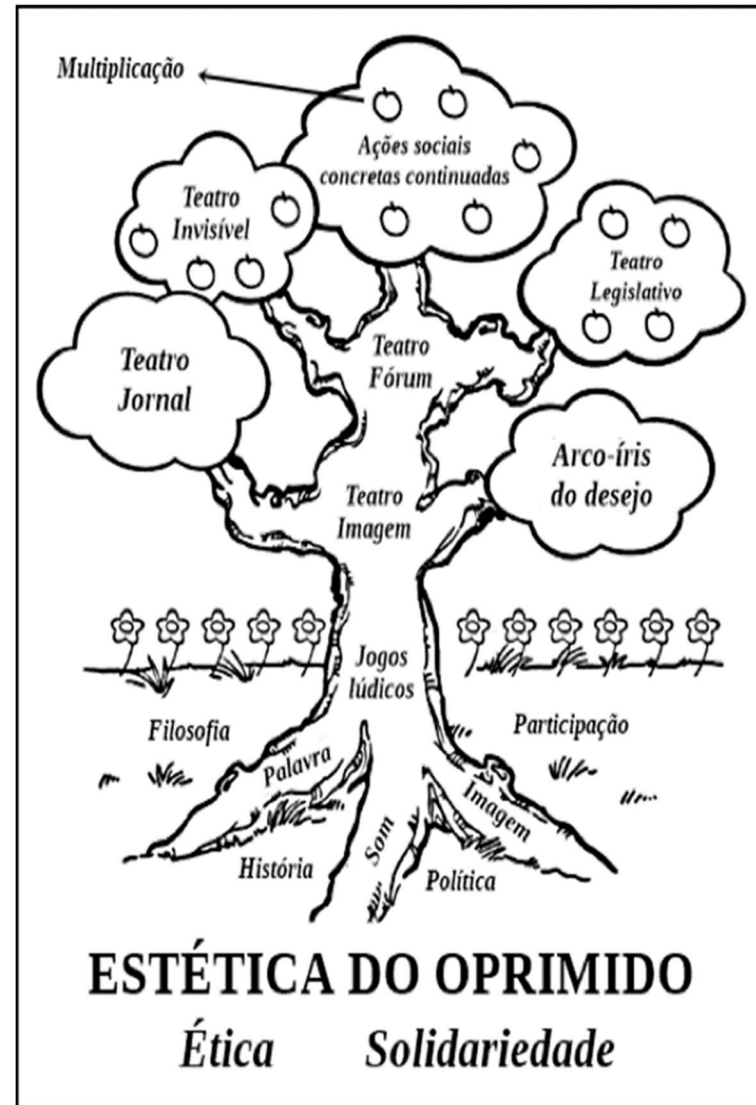 Multiplicação
Ações sociais
concretas continuadas
Teatro
Invisível
Teatro
Legislativo
Teatro
Jornal
Teatro
Fórum
Arco-íris
do desejo
Teatro
Imagem
Jogos
lúdicos
Filosofia
Participação
Palavra
Imagem
Som
História
Política
ESTÉTICA DO OPRIMIDO
Ética Solidariedade